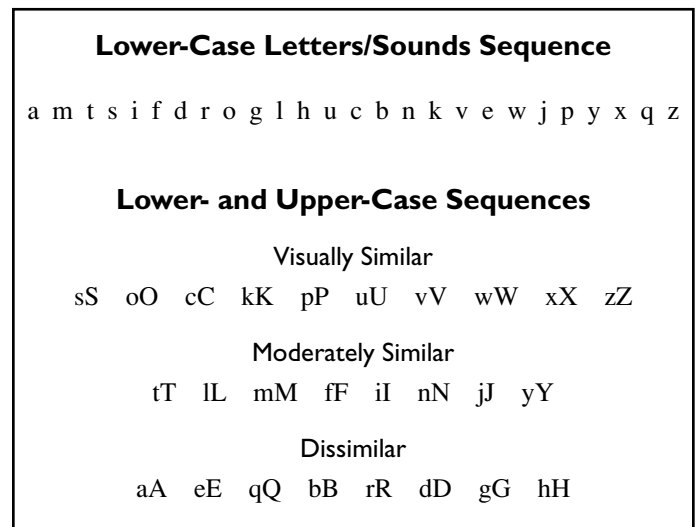 Lower-Case Letters/Sounds Sequence
a m t s i f d r o g l h u c b n k v e w j p y x q z
Lower- and Upper-Case Sequences
Visually Similar
sS oO cC kK pP uU vV wW xX zZ
Moderately Similar
tT lL mM fF iI nN jJ yY
Dissimilar
aA eE qQ bB rR dD gG hH